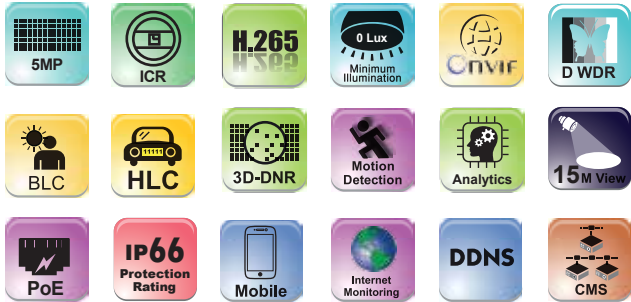 5MP
ICR
H.265
0 Lux
Minimum
Illumination
ONVIF
D WDR
BLC
11111
HLC
3D-DNR
Motion
Detection
Analytics
15M View
PoE
IP66
Protection
Rating
Mobile
Internet
Monitoring
DDNS
CMS